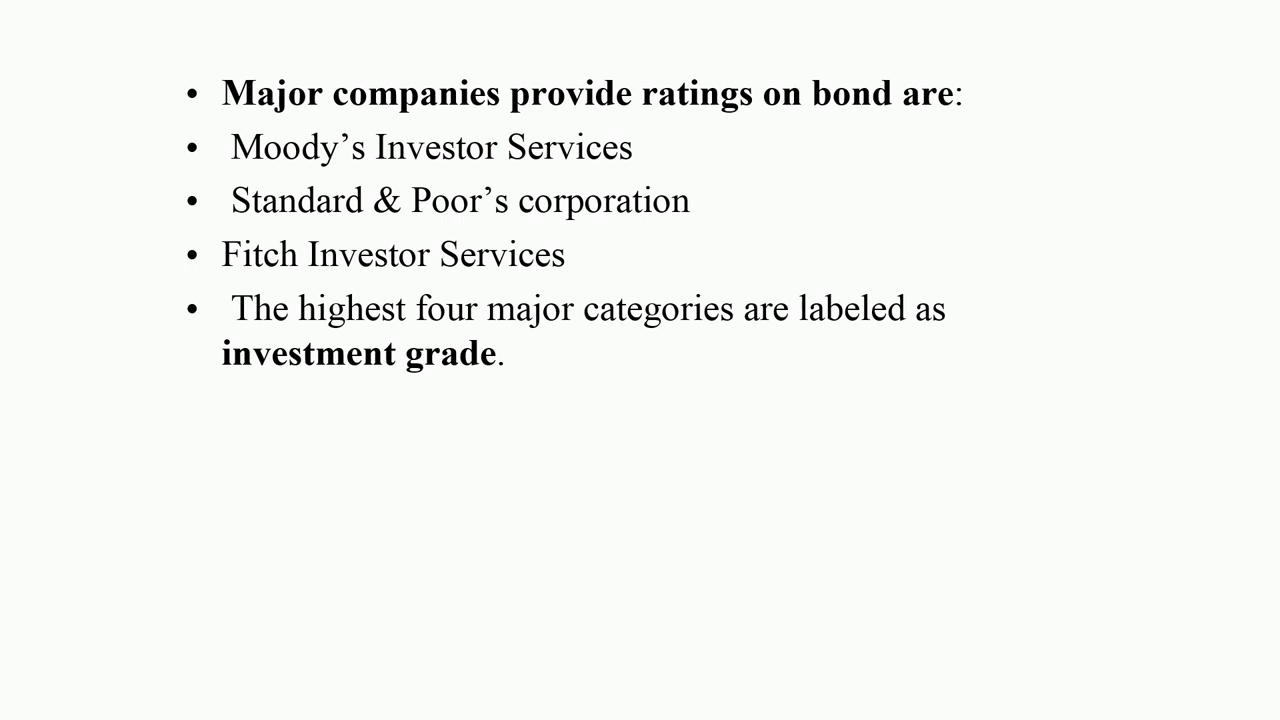 • Major companies provide ratings on bond are:
• Moody’s Investor Services
• Standard & Poor’s corporation
• Fitch Investor Services
• The highest four major categories are labeled as
investment grade.